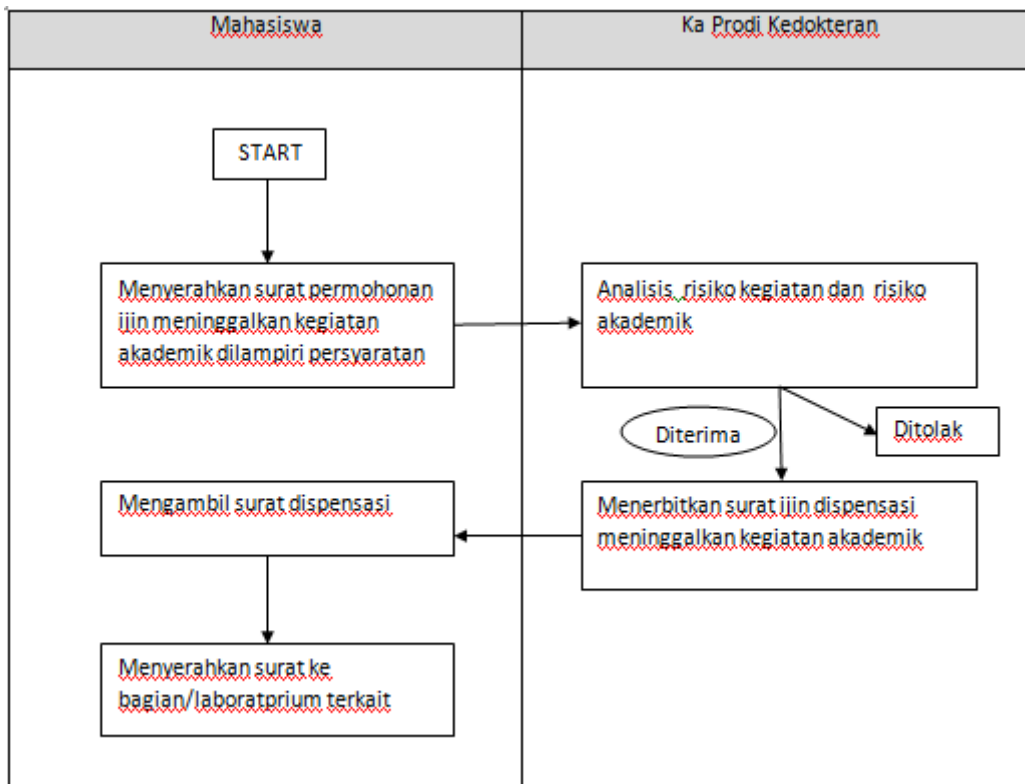 Mahasiswa
Ka Prodi Kedokteran
START
Menyerahkan surat permohonan
ijin meninggalkan kegiatan
akademik dilampiri persyaratan
Analisis risiko kegiatan dan risiko
akademik
Diterima
Ditolak
Mengambil surat dispensasi
Menerbitkan surat ijin dispensasi
meninggalkan kegiatan akademik
Menyerahkan surat ke
bagian/laboratprium terkait